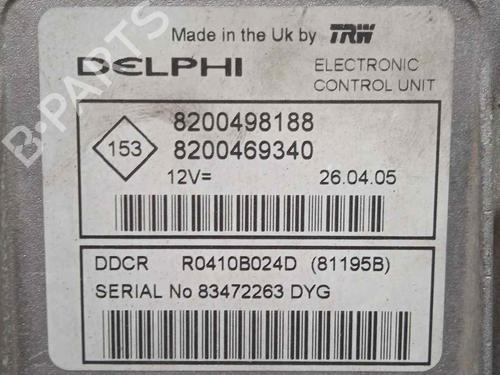 B-PARTS
Made in the Uk by TRW
DELPHI
ELECTRONIC
CONTROL UNIT
153
8200498188
8200469340
12V=
26.04.05
DDCR R0410B024D (81195B)
SERIAL No 83472263 DYG